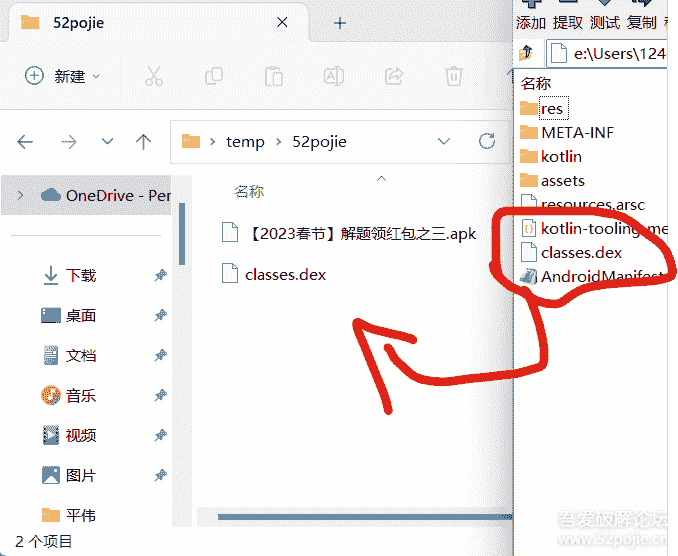 52pojie
添加 提取 测试 复制
新建
e:\Users\124
temp > 52pojie
名称
res
META-INF
kotlin
assets
resources.arsc
kotlin-tooling-me
classes.dex
AndroidManifest
OneDrive - Per
下载
桌面
文档
音乐
视频
图片
平伟
名称
【2023春节】解题领红包之三.apk
classes.dex
2 个项目
吾爱破解论坛
www.52pojie.cn